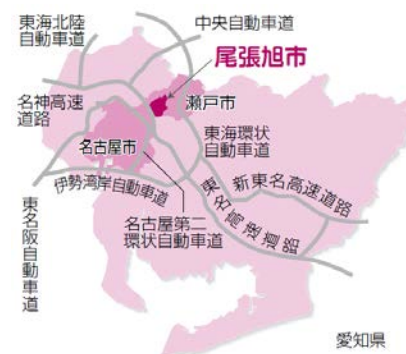 東海北陸
自動車道
中央自動車道
尾張旭市
名神高速
道路
瀬戸市
名古屋市
東海環状
自動車道
伊勢湾岸自動車道
新東名高速道路
東名高速道路
名古屋第二
環状自動車道
東名阪自動車道
愛知県